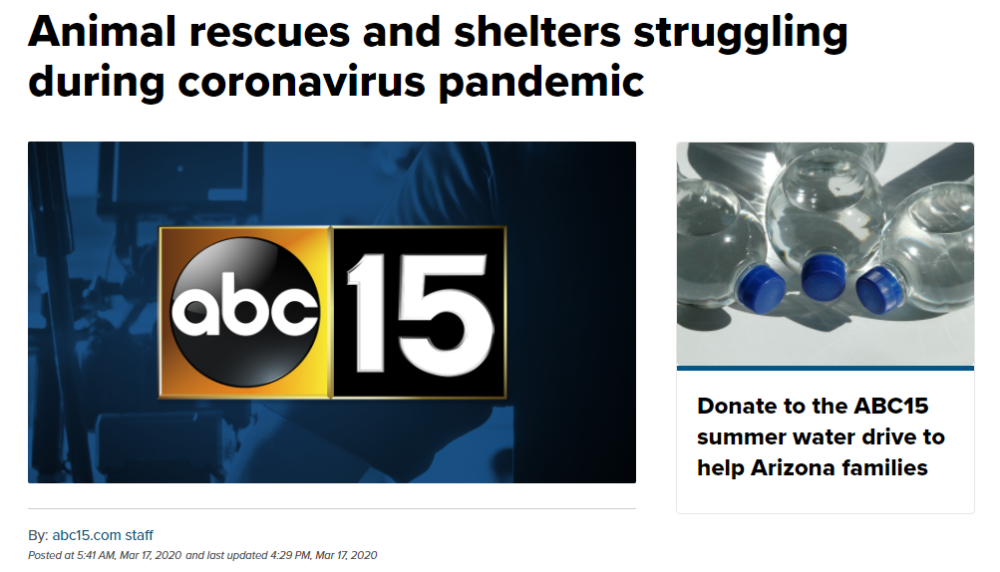 Animal rescues and shelters struggling
during coronavirus pandemic
abc 15
Donate to the ABC15
summer water drive to
help Arizona families
By: abc15.com staff
Posted at 5:41 AM, Mar 17, 2020 and last updated 4:29 PM, Mar 17, 2020